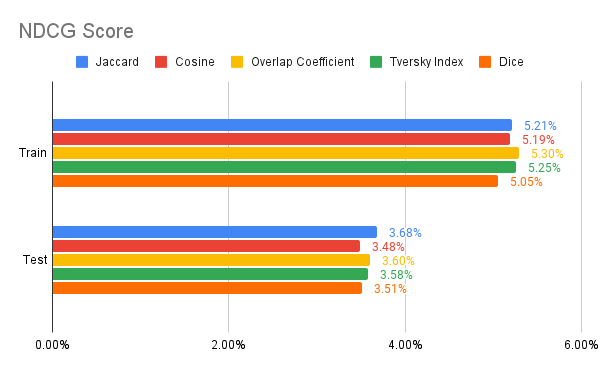 NDCG Score
Jaccard Cosine Overlap Coefficient Tversky Index Dice
Train
5.21%
5.19%
5.30%
5.25%
5.05%
Test
3.68%
3.48%
3.60%
3.58%
3.51%
0.00% 2.00% 4.00% 6.00%